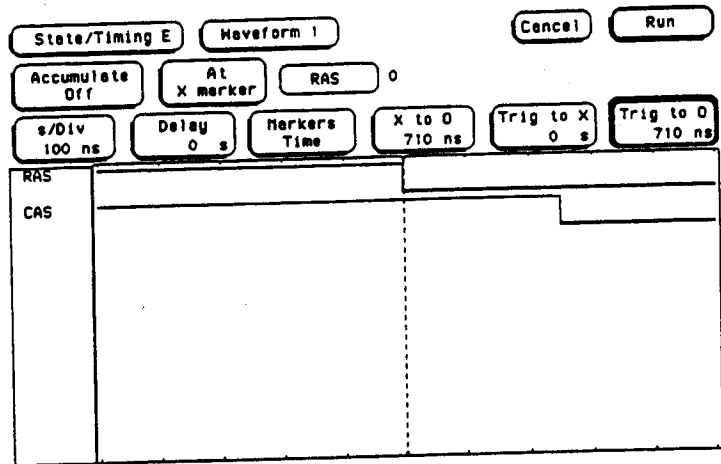 State/Timing E Waveform 1 Cancel Run
Accumulate Off At X marker RAS 0
s/Div 100 ns Delay 0 s Markers Time X to O 710 ns Trig to X 0 s Trig to O 710 ns
RAS
CAS